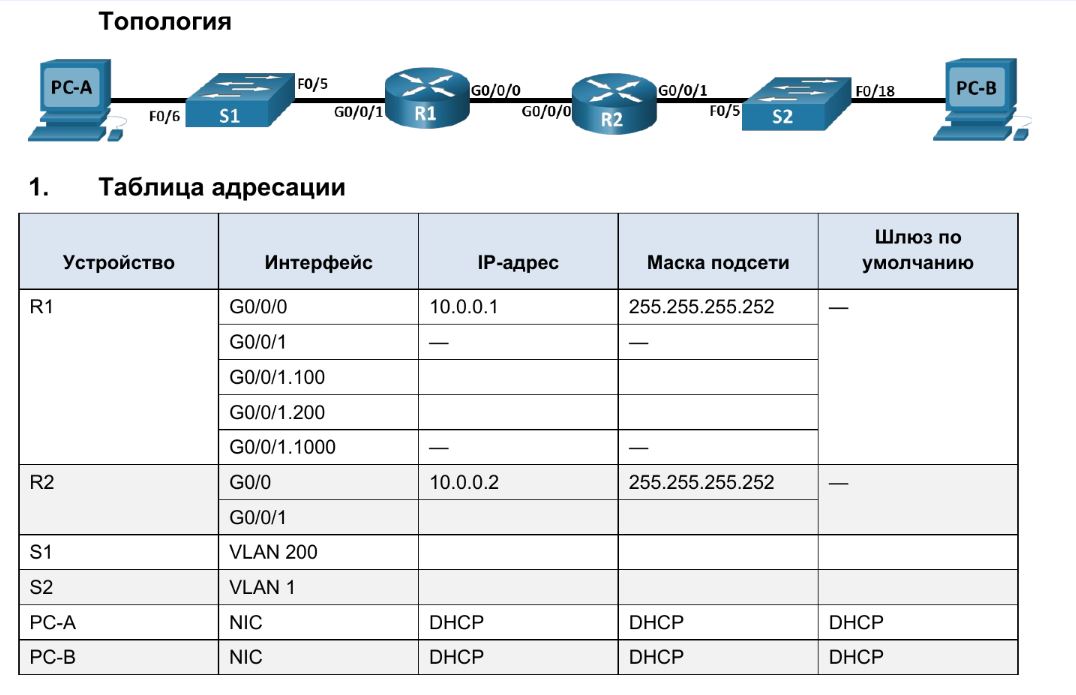 Топология
PC-A
F0/6
S1
F0/5
G0/0/1
R1
G0/0/0
G0/0/0
R2
G0/0/1
F0/5
S2
F0/18
PC-B
1. Таблица адресации
Устройство Интерфейс IP-адрес Маска подсети Шлюз по
умолчанию
R1 G0/0/0 10.0.0.1 255.255.255.252 —
G0/0/1 — —
G0/0/1.100
G0/0/1.200
G0/0/1.1000 — —
R2 G0/0 10.0.0.2 255.255.255.252 —
G0/0/1
S1 VLAN 200
S2 VLAN 1
PC-A NIC DHCP DHCP DHCP
PC-B NIC DHCP DHCP DHCP